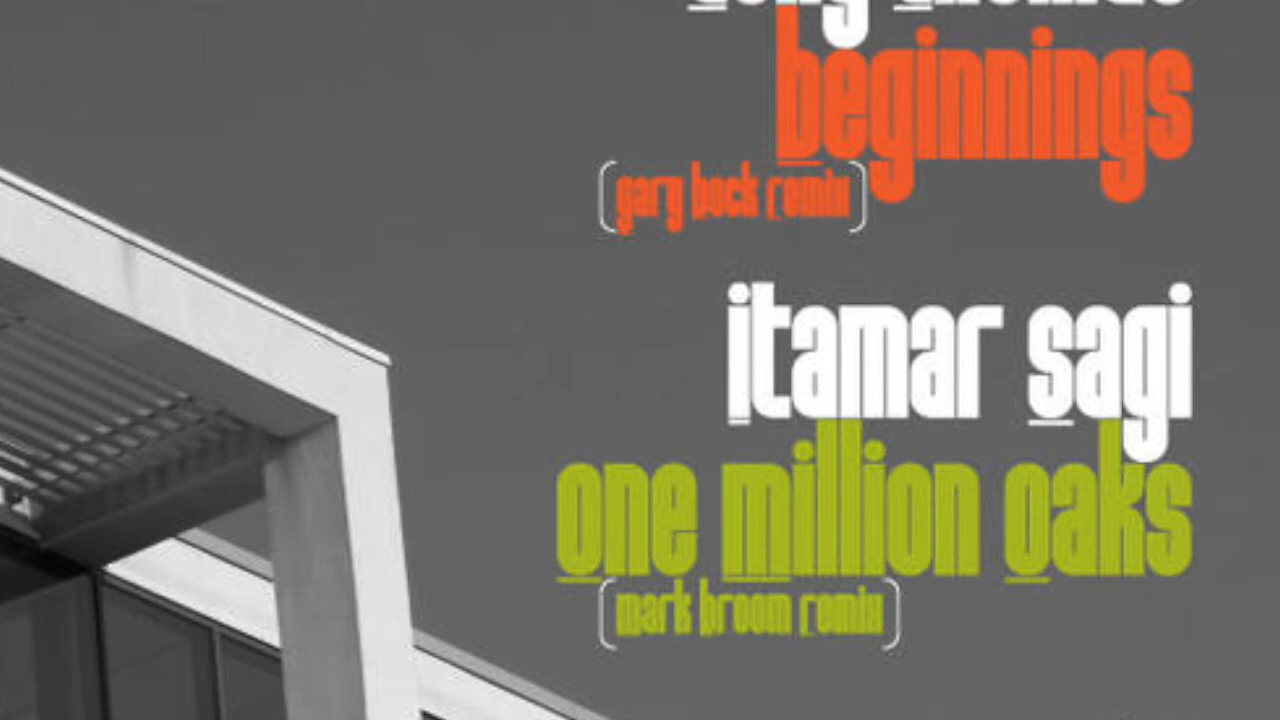 beginnings
(gary beck remix)
itamar sagi
one million oaks
(mark broom remix)